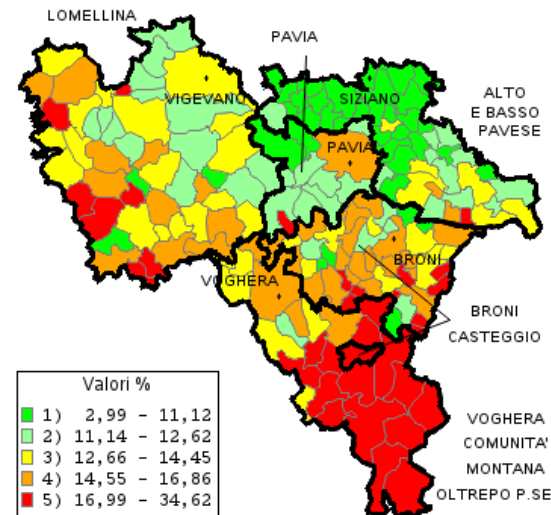 LOMELLINA
PAVIA
VIGEVANO
SIZIANO
ALTO
E BASSO
PAVESE
PAVIA
VOGHERA
BRONI
BRONI
CASTEGGIO
Valori %
1) 2,99 - 11,12
2) 11,14 - 12,62
3) 12,66 - 14,45
4) 14,55 - 16,86
5) 16,99 - 34,62
VOGHERA
COMUNITA'
MONTANA
OLTREPO P.SE